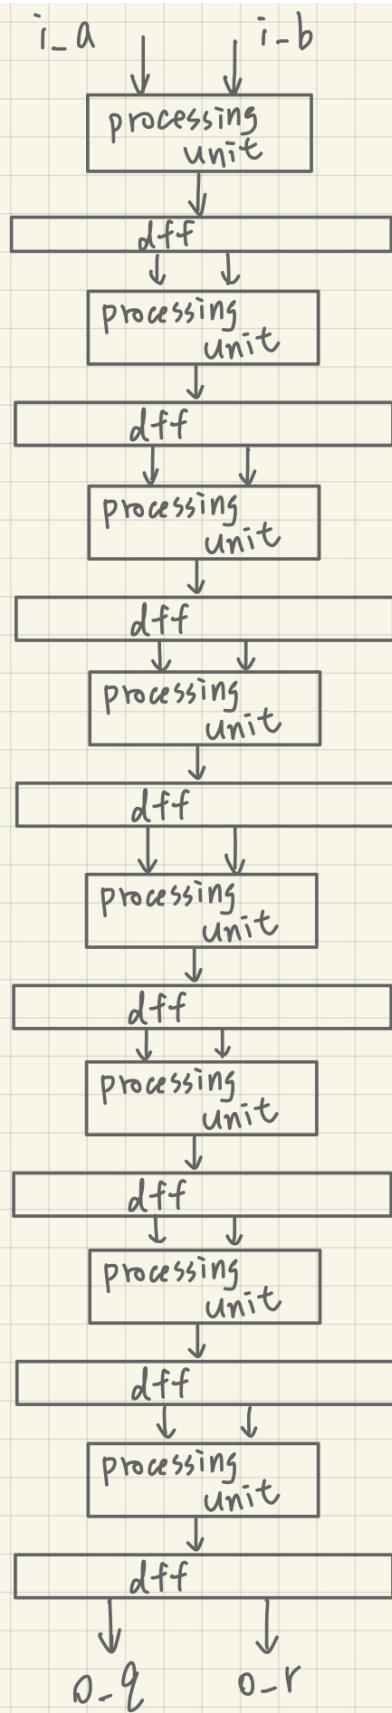 i_a i_b
processing
unit
dff
processing
unit
dff
processing
unit
dff
processing
unit
dff
processing
unit
dff
processing
unit
dff
processing
unit
dff
processing
unit
dff
o_q o_r